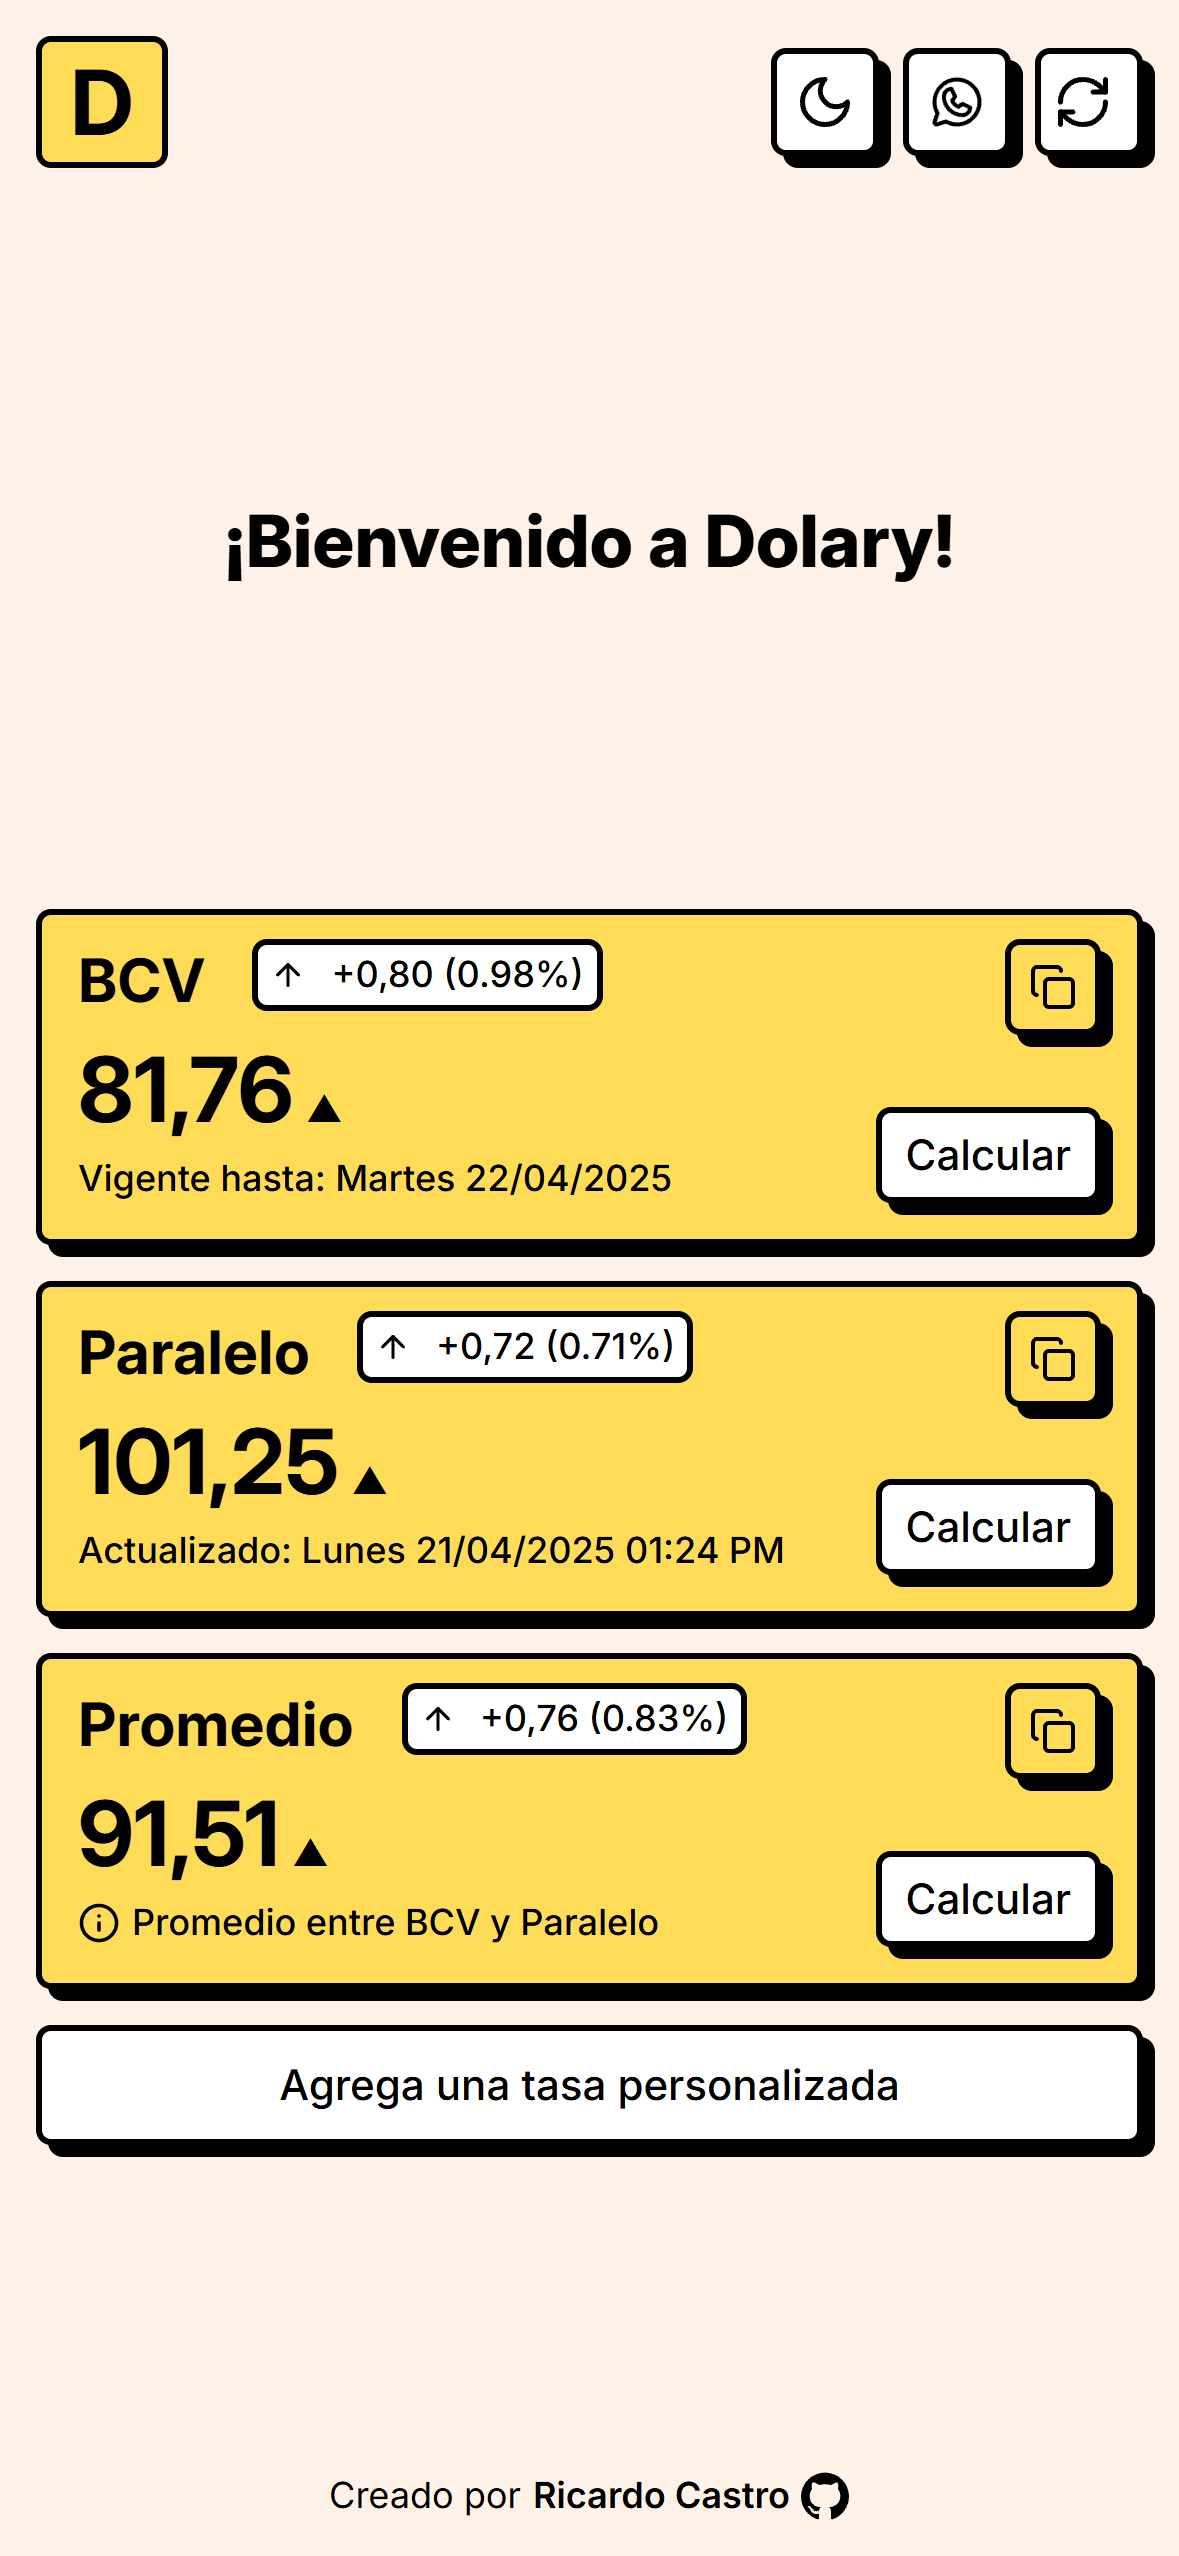 D
¡Bienvenido a Dolary!
BCV
+0,80 (0.98%)
81,76
Vigente hasta: Martes 22/04/2025
Calcular
Paralelo
+0,72 (0.71%)
101,25
Actualizado: Lunes 21/04/2025 01:24 PM
Calcular
Promedio
+0,76 (0.83%)
91,51
Promedio entre BCV y Paralelo
Calcular
Agrega una tasa personalizada
Creado por Ricardo Castro